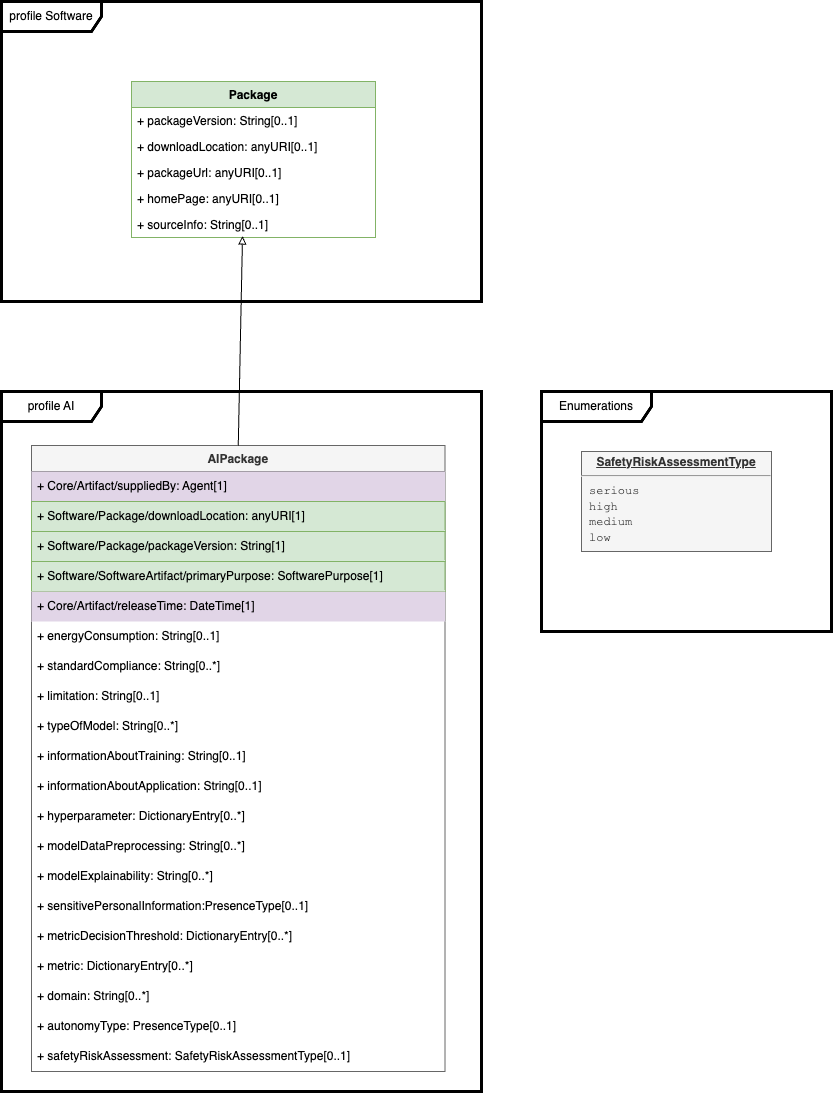 profile Software
Package
+ packageVersion: String[0..1]
+ downloadLocation: anyURI[0..1]
+ packageUrl: anyURI[0..1]
+ homePage: anyURI[0..1]
+ sourceInfo: String[0..1]
profile AI
AIPackage
+ Core/Artifact/suppliedBy: Agent[1]
+ Software/Package/downloadLocation: anyURI[1]
+ Software/Package/packageVersion: String[1]
+ Software/SoftwareArtifact/primaryPurpose: SoftwarePurpose[1]
+ Core/Artifact/releaseTime: DateTime[1]
+ energyConsumption: String[0..1]
+ standardCompliance: String[0..*]
+ limitation: String[0..1]
+ typeOfModel: String[0..*]
+ informationAboutTraining: String[0..1]
+ informationAboutApplication: String[0..1]
+ hyperparameter: DictionaryEntry[0..*]
+ modelDataPreprocessing: String[0..*]
+ modelExplainability: String[0..*]
+ sensitivePersonalInformation:PresenceType[0..1]
+ metricDecisionThreshold: DictionaryEntry[0..*]
+ metric: DictionaryEntry[0..*]
+ domain: String[0..*]
+ autonomyType: PresenceType[0..1]
+ safetyRiskAssessment: SafetyRiskAssessmentType[0..1]
Enumerations
SafetyRiskAssessmentType
serious
high
medium
low